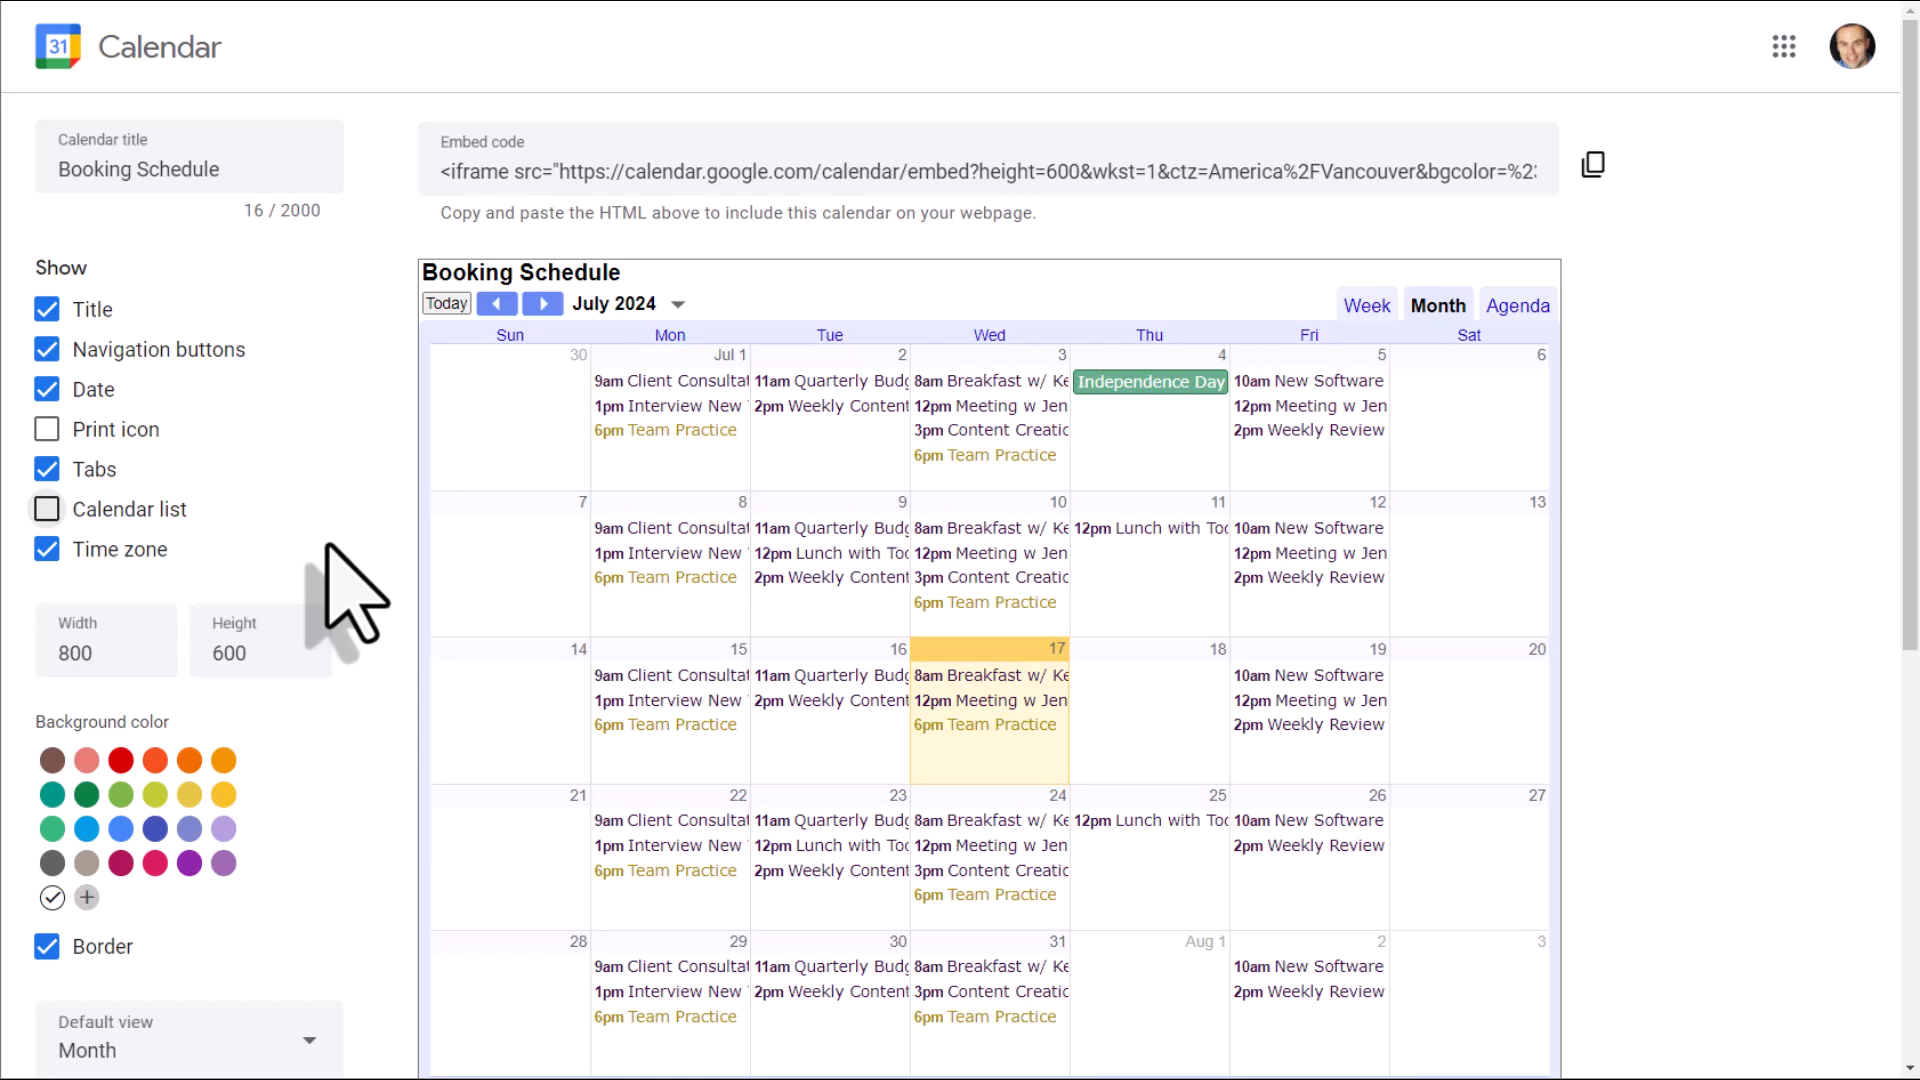 31 Calendar
Calendar title
Booking Schedule
16 / 2000
Embed code
<iframe src="https://calendar.google.com/calendar/embed?height=600&wkst=1&ctz=America%2FVancouver&bgcolor=%2
Copy and paste the HTML above to include this calendar on your webpage.
Show
Title
Navigation buttons
Date
Print icon
Tabs
Calendar list
Time zone
Width
800
Height
600
Background color
Border
Default view
Month
Booking Schedule
Today July 2024 Week Month Agenda
Sun Mon Tue Wed Thu Fri Sat
30 Jul 1 2 3 4 5 6
9am Client Consultat 11am Quarterly Budg 8am Breakfast w/ Ke Independence Day 10am New Software
1pm Interview New 2pm Weekly Content 12pm Meeting w Jen 12pm Meeting w Jen
6pm Team Practice 3pm Content Creatio 2pm Weekly Review
6pm Team Practice
7 8 9 10 11 12 13
9am Client Consultat 11am Quarterly Budg 8am Breakfast w/ Ke 12pm Lunch with Too 10am New Software
1pm Interview New 12pm Lunch with Too 12pm Meeting w Jen 12pm Meeting w Jen
6pm Team Practice 2pm Weekly Content 3pm Content Creatio 2pm Weekly Review
6pm Team Practice
14 15 16 17 18 19 20
9am Client Consultat 11am Quarterly Budg 8am Breakfast w/ Ke 10am New Software
1pm Interview New 2pm Weekly Content 12pm Meeting w Jen 12pm Meeting w Jen
6pm Team Practice 6pm Team Practice 2pm Weekly Review
21 22 23 24 25 26 27
9am Client Consultat 11am Quarterly Budg 8am Breakfast w/ Ke 12pm Lunch with Too 10am New Software
1pm Interview New 12pm Lunch with Too 12pm Meeting w Jen 2pm Weekly Review
6pm Team Practice 2pm Weekly Content 3pm Content Creatio
6pm Team Practice
28 29 30 31 Aug 1 2 3
9am Client Consultat 11am Quarterly Budg 8am Breakfast w/ Ke 10am New Software
1pm Interview New 2pm Weekly Content 3pm Content Creatio 2pm Weekly Review
6pm Team Practice 6pm Team Practice